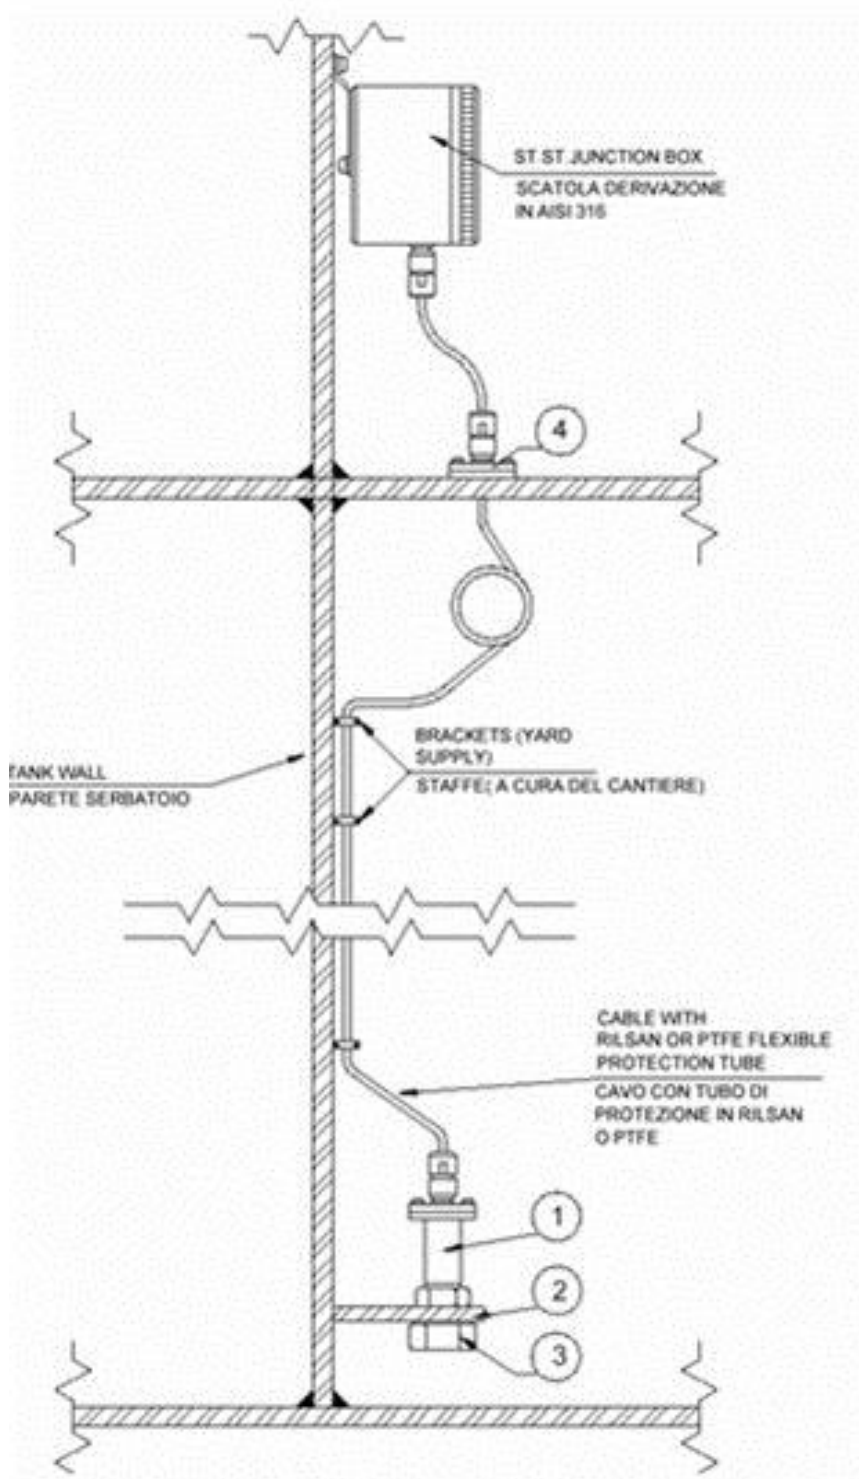 ST ST JUNCTION BOX
SCATOLA DERIVAZIONE
IN AISI 316
4
BRACKETS (YARD
SUPPLY)
STAFFE( A CURA DEL CANTIERE)
TANK WALL
PARETE SERBATOIO
CABLE WITH
RILSAN OR PTFE FLEXIBLE
PROTECTION TUBE
CAVO CON TUBO DI
PROTEZIONE IN RILSAN
O PTFE
1
2
3